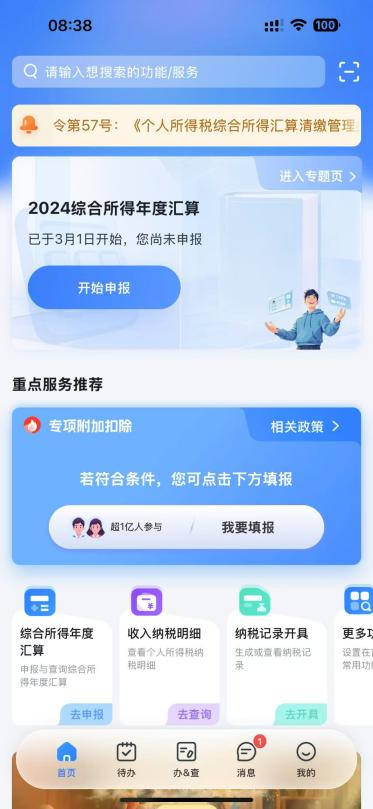 08:38
100
请输入想搜索的功能/服务
令第57号：《个人所得税综合所得汇算清缴管理
进入专题页
2024综合所得年度汇算
已于3月1日开始，您尚未申报
开始申报
重点服务推荐
专项附加扣除
相关政策
若符合条件，您可点击下方填报
超1亿人参与
我要填报
综合所得年度
汇算
申报与查询综合所
得年度汇算
去申报
收入纳税明细
查看个人所得税纳
税明细
去查询
纳税记录开具
生成或查看纳税记
录
去开具
更多功
设置在首
常用功能
1
首页
待办
办&查
消息
我的